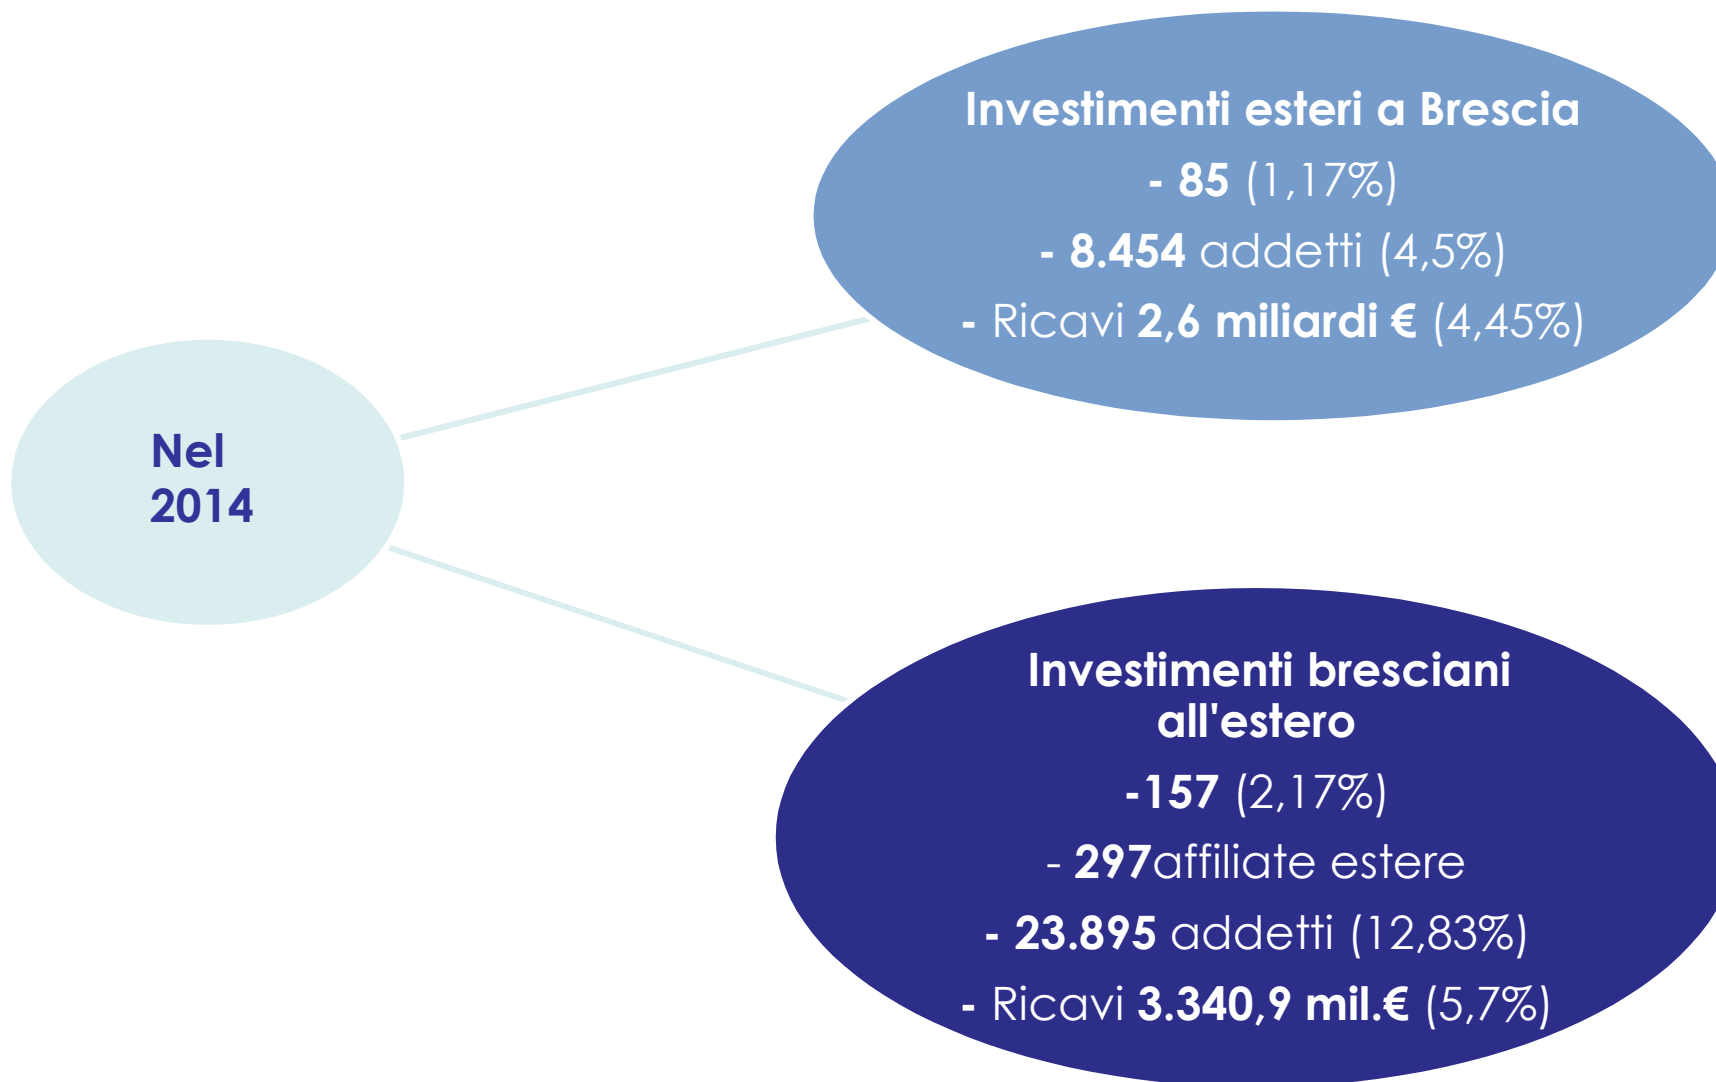 Nel
2014
Investimenti esteri a Brescia
- 85 (1,17%)
- 8.454 addetti (4,5%)
- Ricavi 2,6 miliardi € (4,45%)
Investimenti bresciani
all'estero
-157 (2,17%)
- 297affiliate estere
- 23.895 addetti (12,83%)
- Ricavi 3.340,9 mil.€ (5,7%)